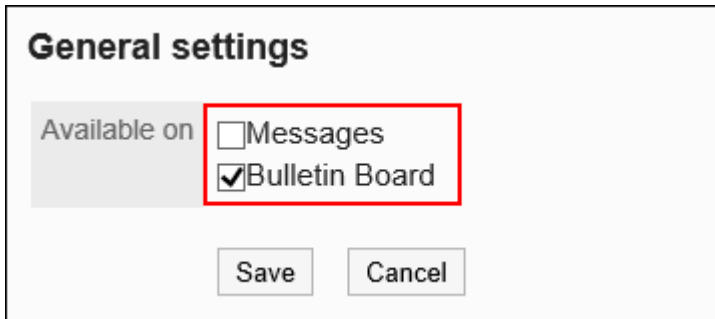 General settings
Available on
Messages
Bulletin Board
Save
Cancel